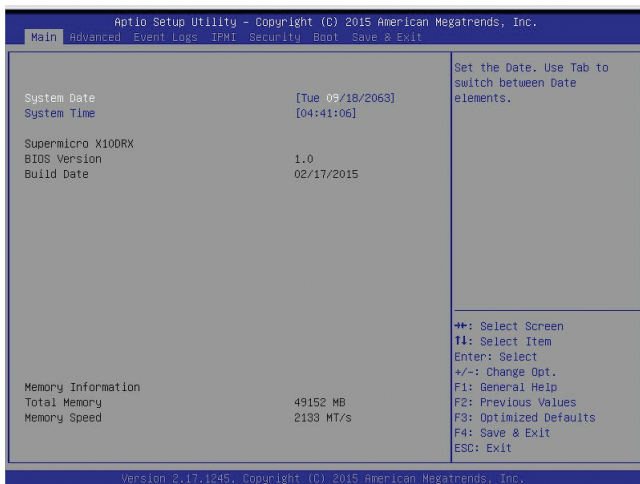 Aptio Setup Utility – Copyright (C) 2015 American Megatrends, Inc.
Main Advanced Event Logs IPMI Security Boot Save & Exit
System Date [Tue 09/18/2063]
System Time [04:41:06]
Supermicro X10DRX
BIOS Version 1.0
Build Date 02/17/2015
Memory Information
Total Memory 49152 MB
Memory Speed 2133 MT/s
Set the Date. Use Tab to
switch between Date
elements.
→←: Select Screen
↑↓: Select Item
Enter: Select
+/-: Change Opt.
F1: General Help
F2: Previous Values
F3: Optimized Defaults
F4: Save & Exit
ESC: Exit
Version 2.17.1245. Copyright (C) 2015 American Megatrends, Inc.